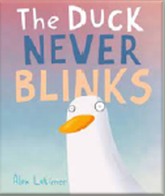 The DUCK
NEVER
BLINKS
Alex Latimer